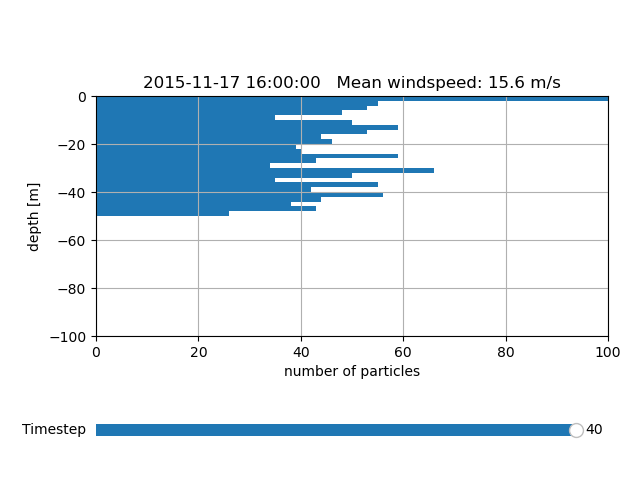 2015-11-17 16:00:00   Mean windspeed: 15.6 m/s
0
−20
−40
−60
−80
−100
depth [m]
0 20 40 60 80 100
number of particles
Timestep 40